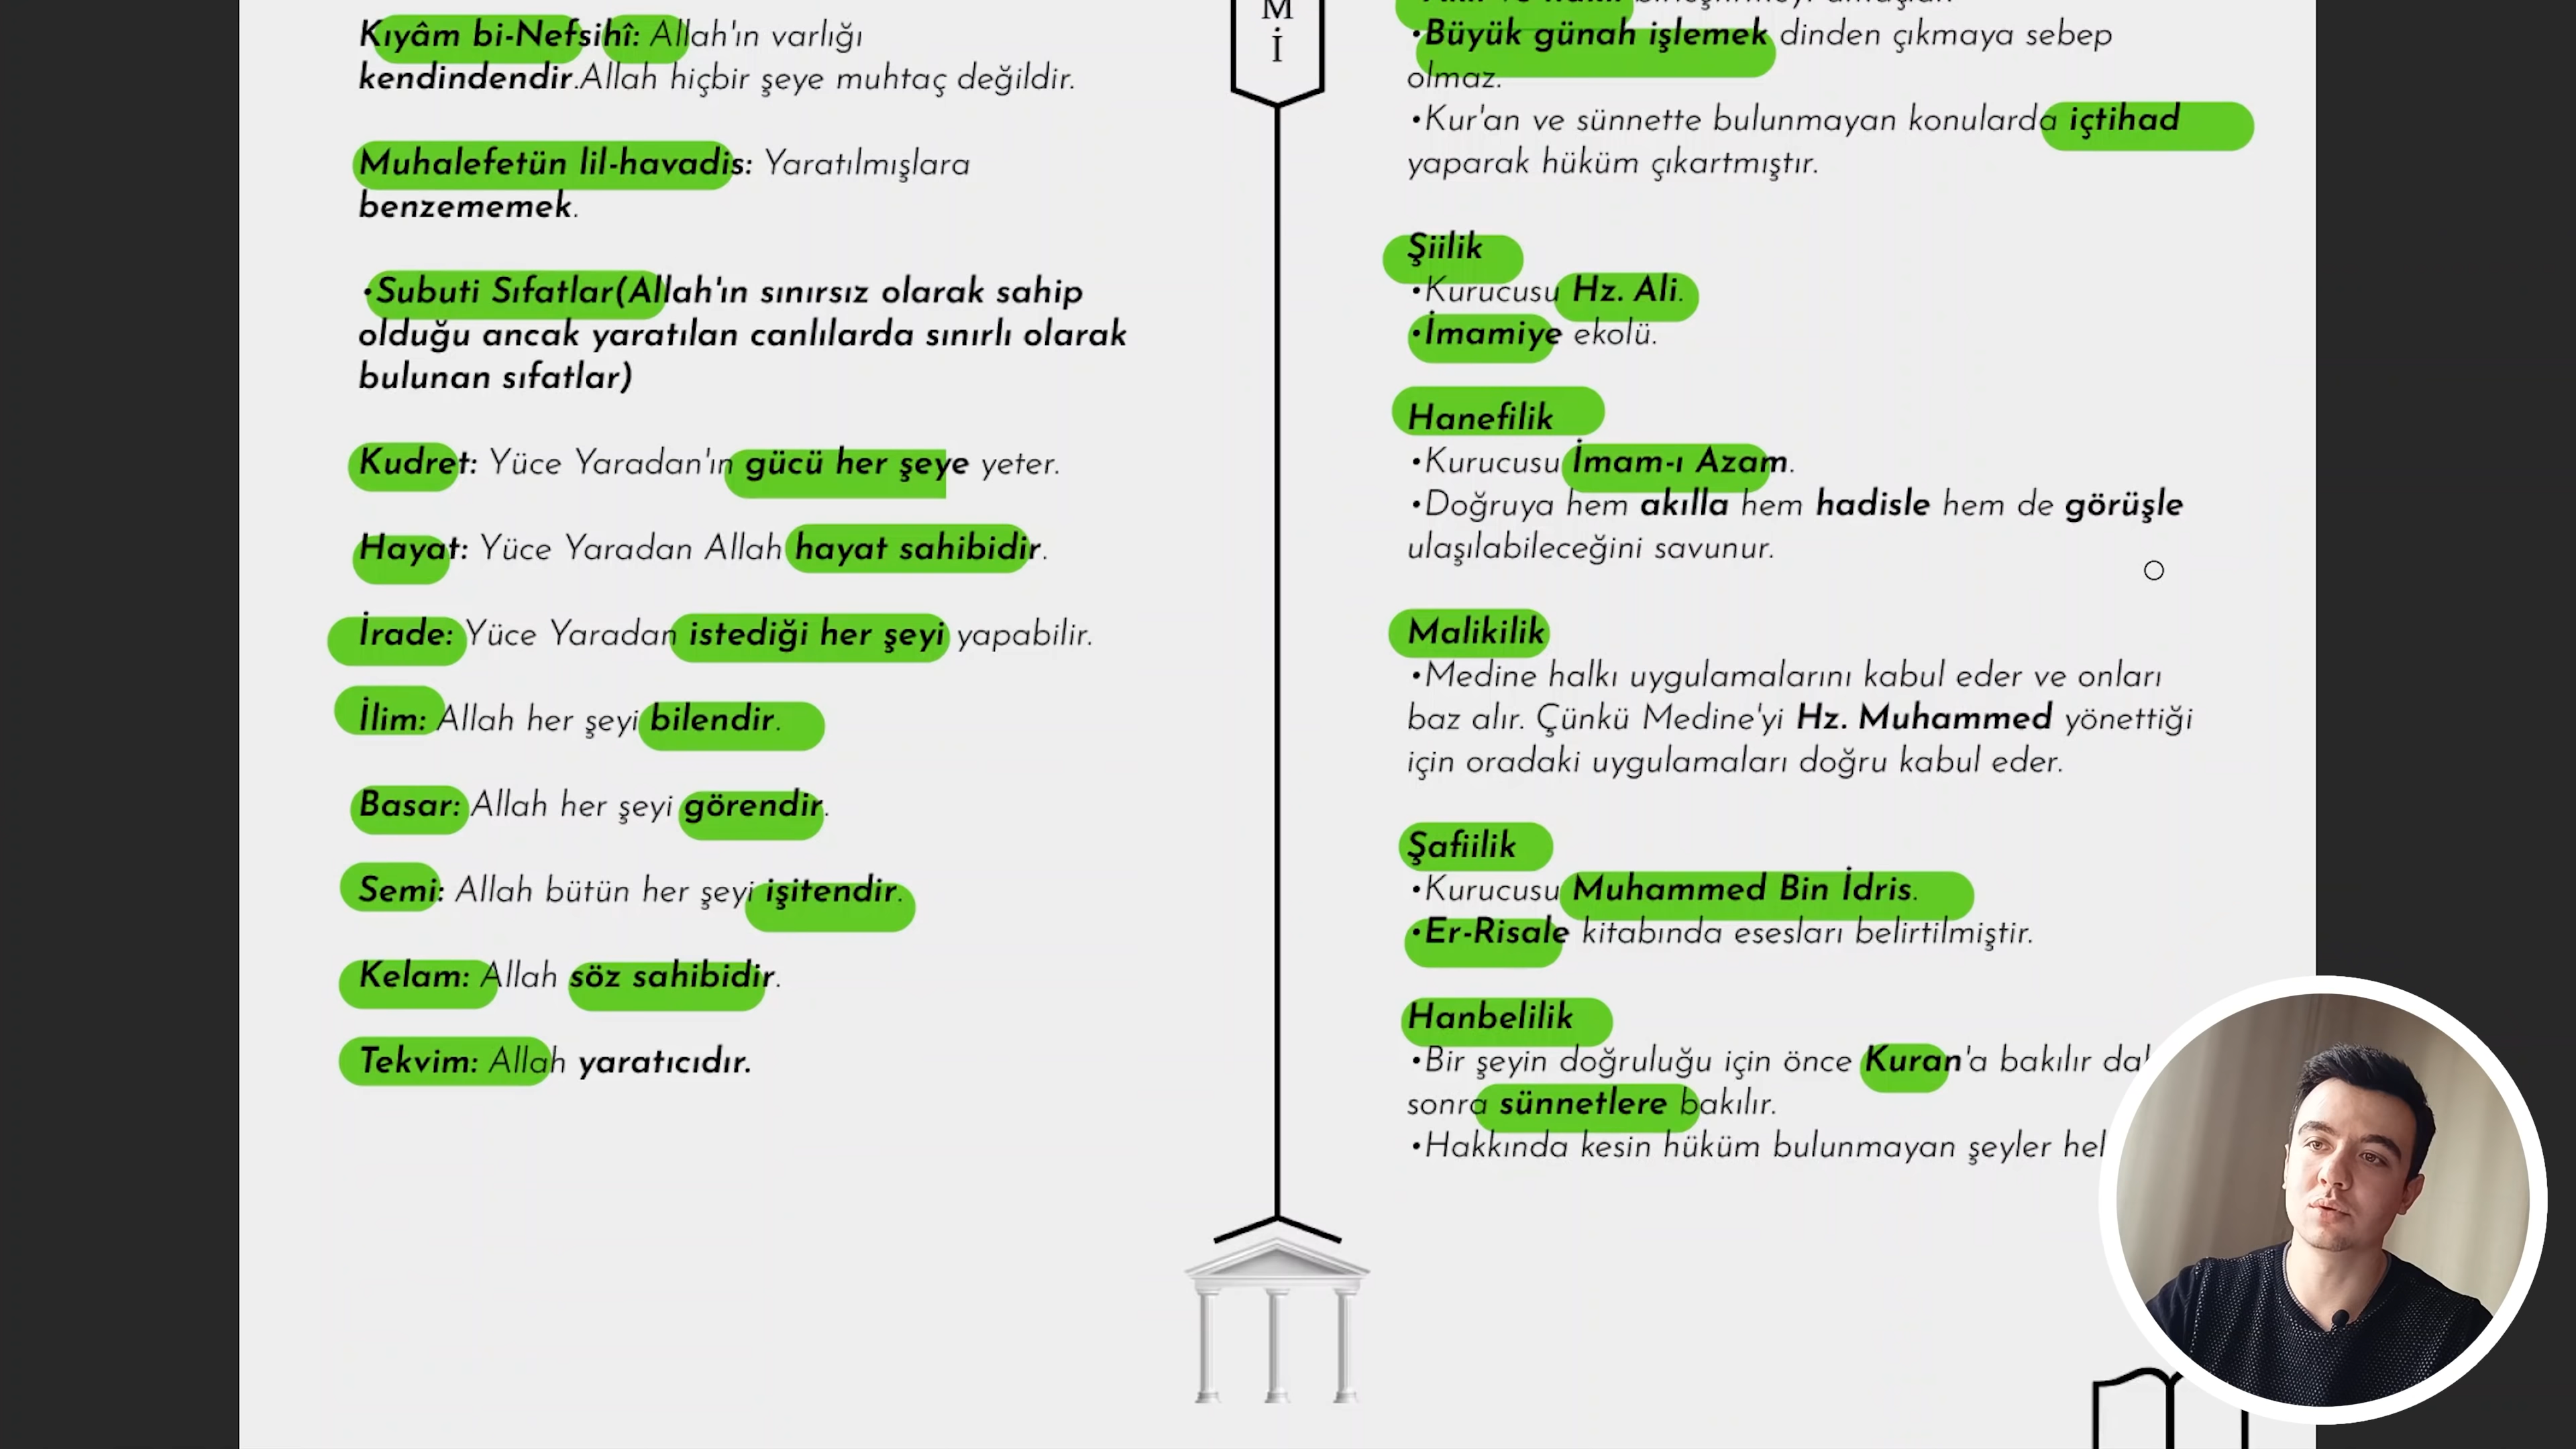 Kıyâm bi-Nefsihî: Allah'ın varlığı
kendindendir.Allah hiçbir şeye muhtaç değildir.
Muhalefetün lil-havadis: Yaratılmışlara
benzememek.
•Subuti Sıfatlar(Allah'ın sınırsız olarak sahip
olduğu ancak yaratılan canlılarda sınırlı olarak
bulunan sıfatlar)
Kudret: Yüce Yaradan'ın gücü her şeye yeter.
Hayat: Yüce Yaradan Allah hayat sahibidir.
İrade: Yüce Yaradan istediği her şeyi yapabilir.
İlim: Allah her şeyi bilendir.
Basar: Allah her şeyi görendir.
Semi: Allah bütün her şeyi işitendir.
Kelam: Allah söz sahibidir.
Tekvim: Allah yaratıcıdır.
M
İ
•Büyük günah işlemek dinden çıkmaya sebep
olmaz.
•Kur'an ve sünnette bulunmayan konularda içtihad
yaparak hüküm çıkartmıştır.
Şiilik
•Kurucusu Hz. Ali.
•İmamiye ekolü.
Hanefilik
•Kurucusu İmam-ı Azam.
•Doğruya hem akılla hem hadisle hem de görüşle
ulaşılabileceğini savunur.
Malikilik
•Medine halkı uygulamalarını kabul eder ve onları
baz alır. Çünkü Medine'yi Hz. Muhammed yönettiği
için oradaki uygulamaları doğru kabul eder.
Şafiilik
•Kurucusu Muhammed Bin İdris.
•Er-Risale kitabında esesları belirtilmiştir.
Hanbelilik
•Bir şeyin doğruluğu için önce Kuran'a bakılır
sonra sünnetlere bakılır.
•Hakkında kesin hüküm bulunmayan şeyler